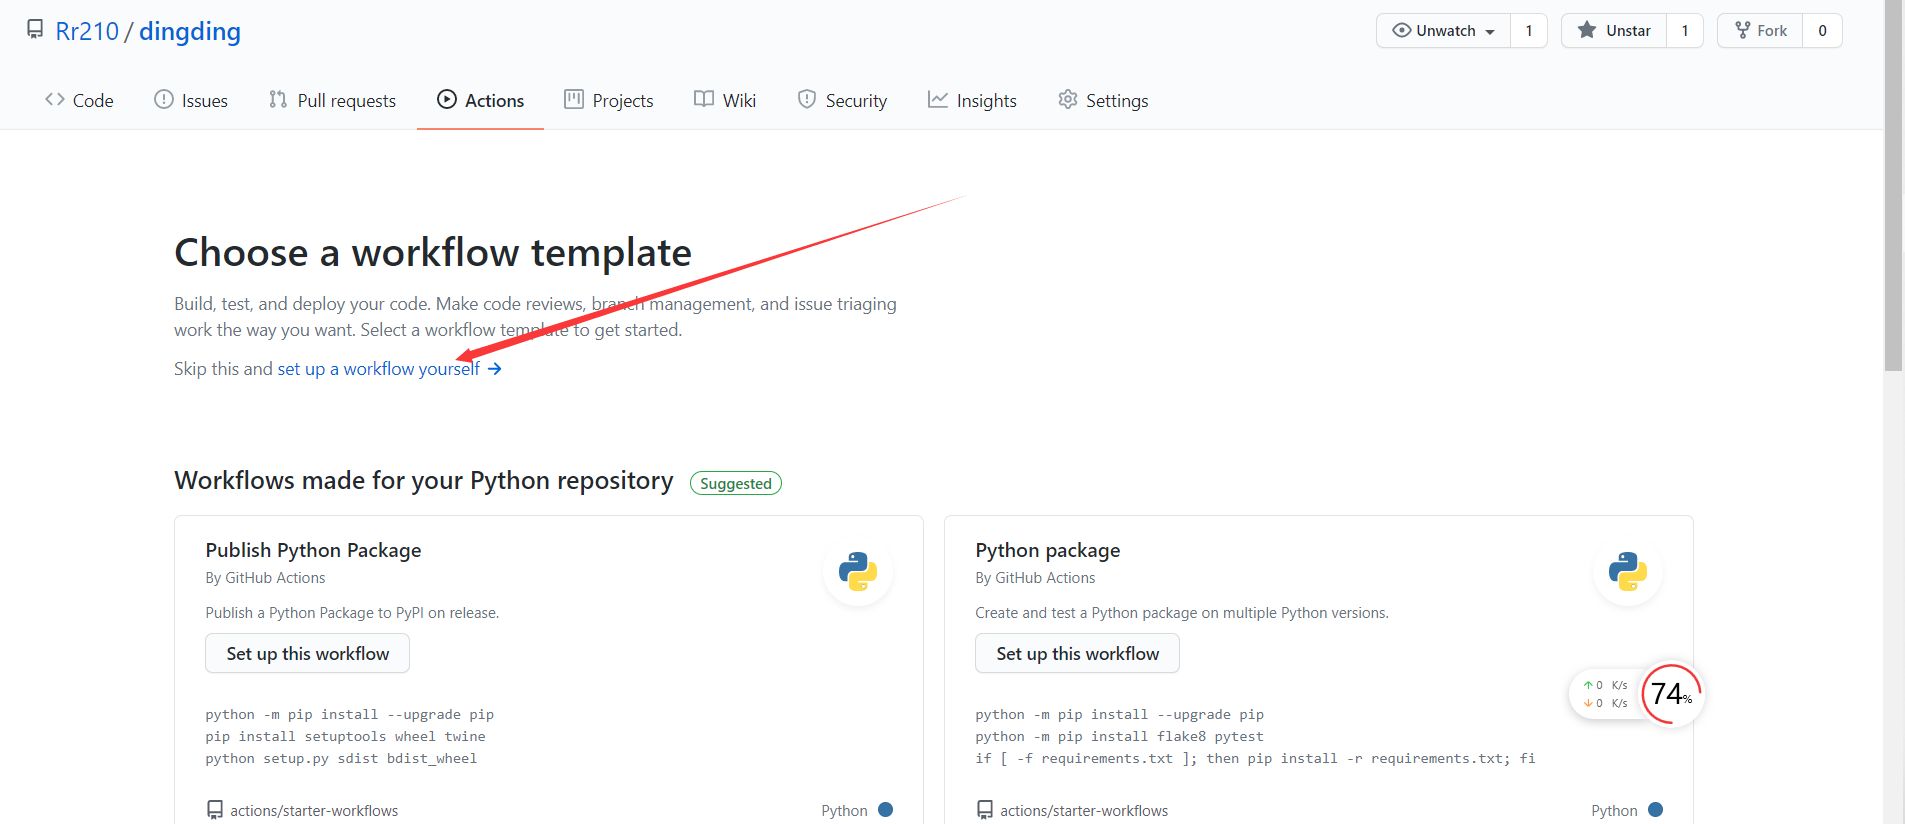 Rr210 / dingding
Unwatch 1 Unstar 1 Fork 0
Code Issues Pull requests Actions Projects Wiki Security Insights Settings
Choose a workflow template
Build, test, and deploy your code. Make code reviews, branch management, and issue triaging
work the way you want. Select a workflow template to get started.
Skip this and set up a workflow yourself →
Workflows made for your Python repository Suggested
Publish Python Package
By GitHub Actions
Publish a Python Package to PyPI on release.
Set up this workflow
python -m pip install --upgrade pip
pip install setuptools wheel twine
python setup.py sdist bdist_wheel
actions/starter-workflows Python
Python package
By GitHub Actions
Create and test a Python package on multiple Python versions.
Set up this workflow
python -m pip install --upgrade pip
python -m pip install flake8 pytest
if [ -f requirements.txt ]; then pip install -r requirements.txt; fi
actions/starter-workflows Python
↑ 0 K/s
↓ 0 K/s
74%